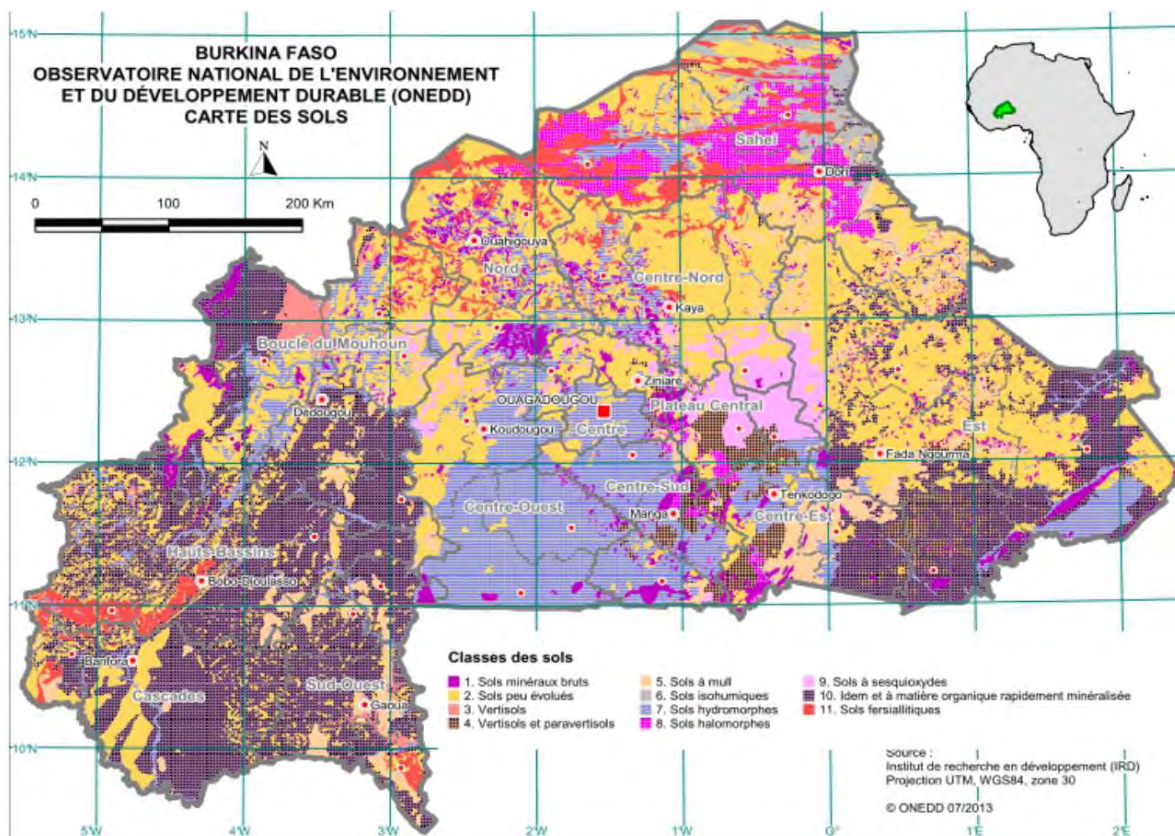 BURKINA FASO
OBSERVATOIRE NATIONAL DE L'ENVIRONNEMENT
ET DU DÉVELOPPEMENT DURABLE (ONEDD)
CARTE DES SOLS
N
0 100 200 Km
15°N
14°N
13°N
12°N
11°N
10°N
Sahel
Dori
Ouahigouya
Nord
Centre-Nord
Kaya
Boucle du Mouhoun
Ziniaré
OUAGADOUGOU
Plateau Central
Dédougou
Koudougou
Centre
Est
Fada Ngourma
Centre-Sud
Tenkodogo
Centre-Ouest
Manga
Centre-Est
Hauts-Bassins
Bobo-Dioulasso
Banfora
Cascades
Sud-Ouest
Gaoua
Classes des sols
1. Sols minéraux bruts
2. Sols peu évolués
3. Vertisols
4. Vertisols et paravertisols
5. Sols à mull
6. Sols isohumiques
7. Sols hydromorphes
8. Sols halomorphes
9. Sols à sesquioxydes
10. Idem et à matière organique rapidement minéralisée
11. Sols fersiallitiques
Source :
Institut de recherche en développement (IRD)
Projection UTM, WGS84, zone 30
© ONEDD 07/2013
5°W 4°W 3°W 2°W 1°W 0° 1°E 2°E